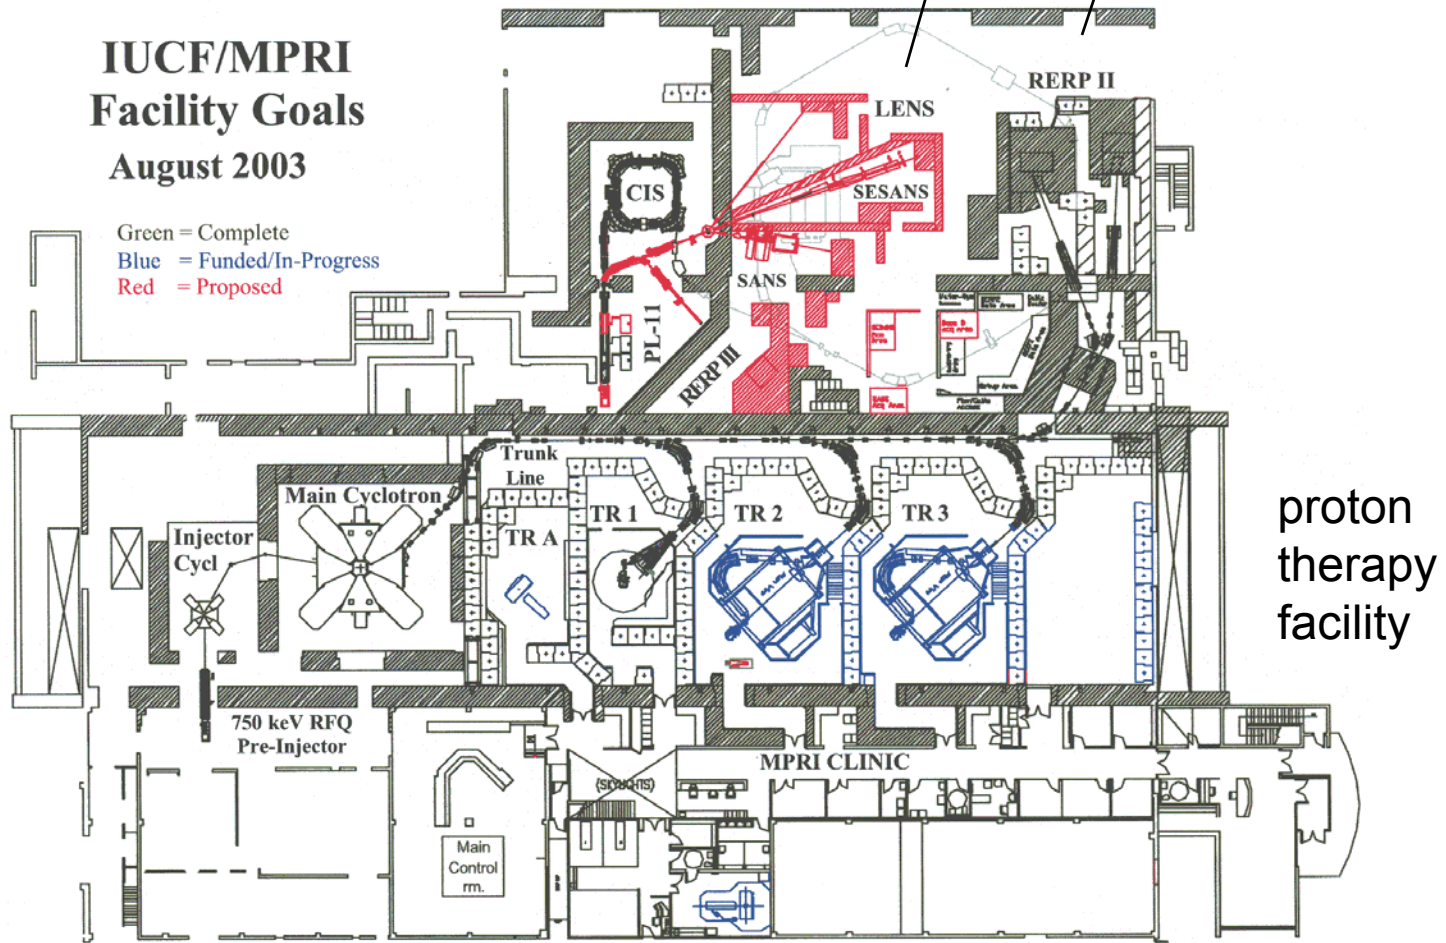 IUCF/MPRI
Facility Goals
August 2003
Green = Complete
Blue = Funded/In-Progress
Red = Proposed
RERP II
LENS
CIS
SESANS
SANS
PL-11
RERP III
Trunk
Line
Main Cyclotron
Injector
Cycl
TR A
TR 1
TR 2
TR 3
proton
therapy
facility
750 keV RFQ
Pre-Injector
MPRI CLINIC
(SKYLIGHTS)
Main
Control
rm.